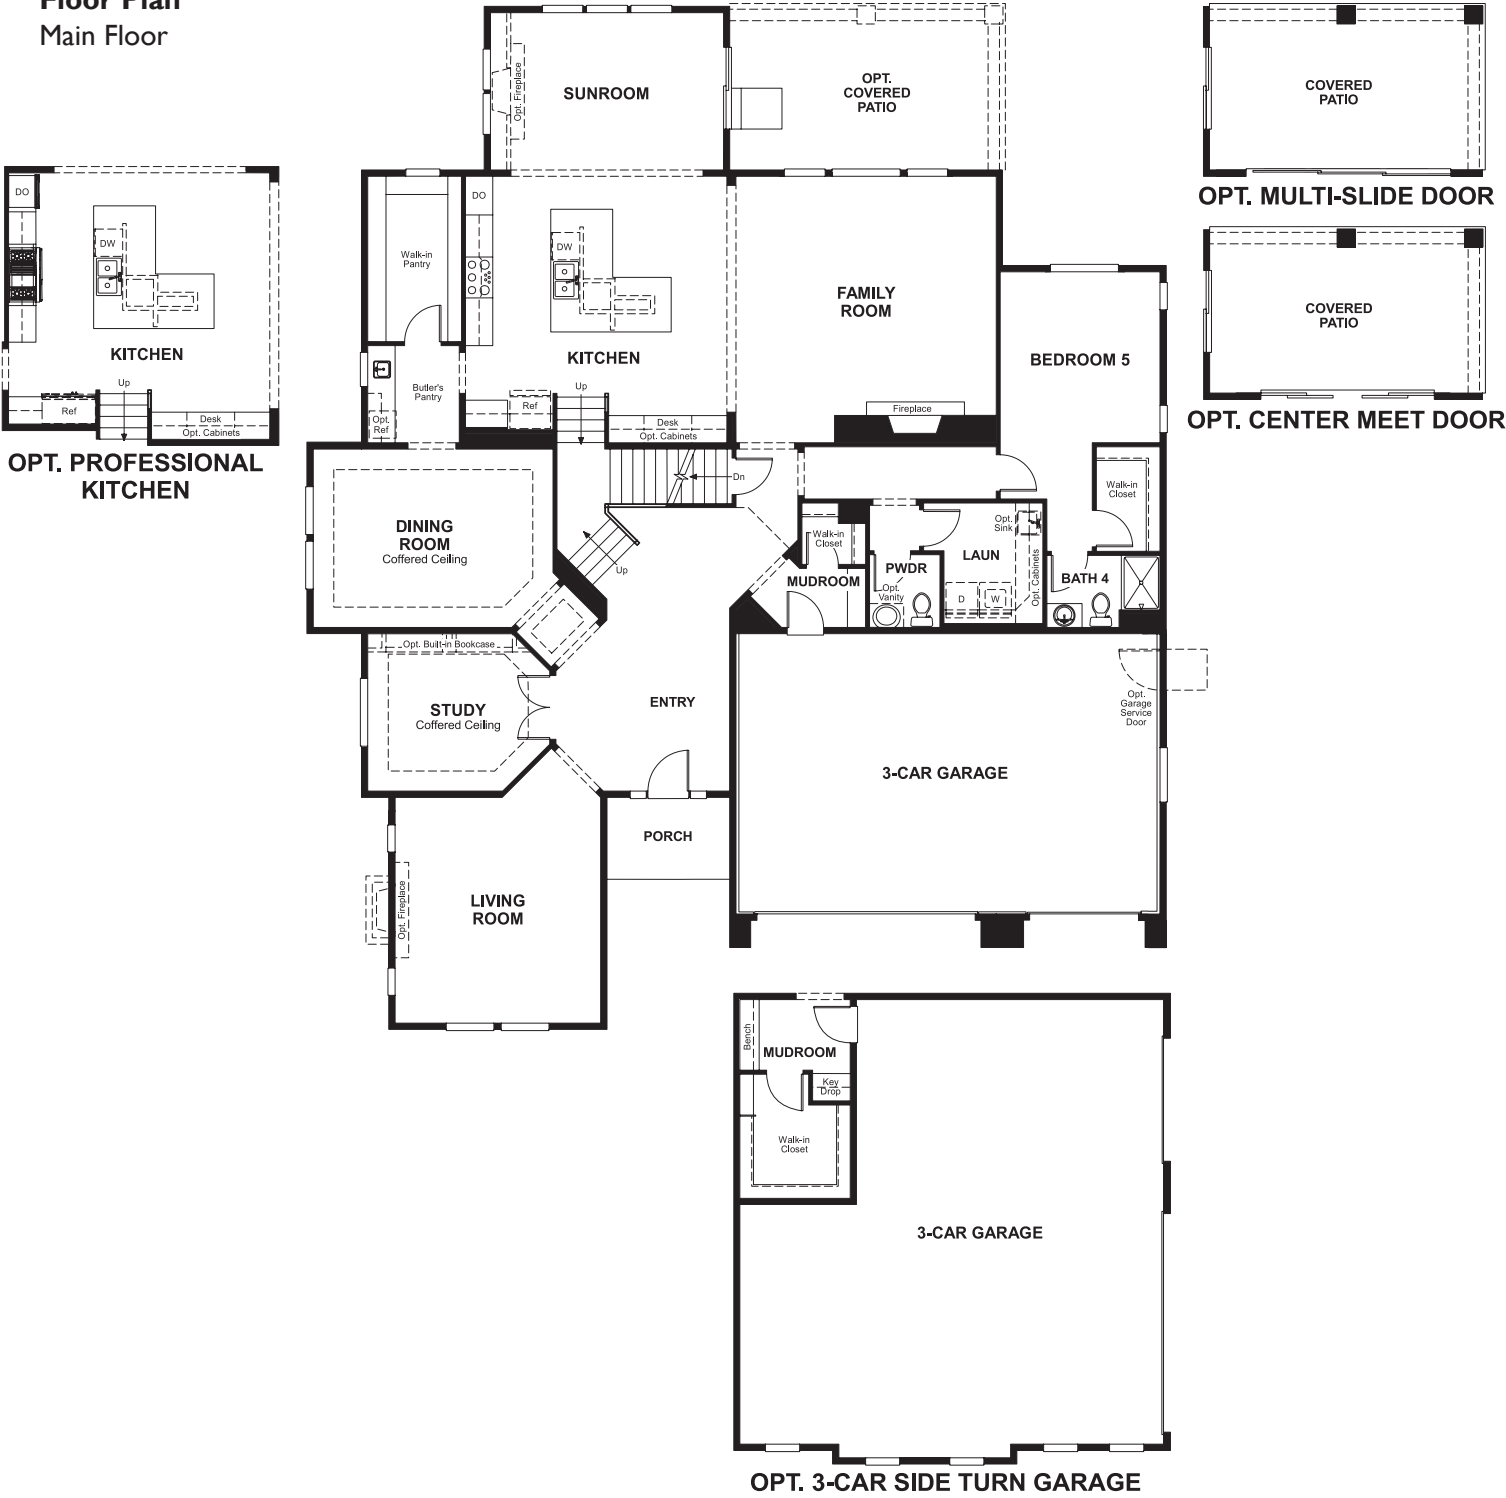 Floor Plan
Main Floor
SUNROOM
Opt. Fireplace
OPT.
COVERED
PATIO
COVERED
PATIO
OPT. MULTI-SLIDE DOOR
COVERED
PATIO
OPT. CENTER MEET DOOR
DO
DW
KITCHEN
Up
Ref
Desk
Opt. Cabinets
OPT. PROFESSIONAL
KITCHEN
Walk-in
Pantry
DO
DW
KITCHEN
Butler's
Pantry
Opt.
Ref
Ref
Up
Desk
Opt. Cabinets
FAMILY
ROOM
Fireplace
BEDROOM 5
Walk-in
Closet
Dn
Up
DINING
ROOM
Coffered Ceiling
Walk-in
Closet
MUDROOM
PWDR
Opt.
Vanity
LAUN
Opt.
Sink
Opt. Cabinets
D
W
BATH 4
Opt. Built-in Bookcase
STUDY
Coffered Ceiling
ENTRY
Opt.
Garage
Service
Door
3-CAR GARAGE
PORCH
LIVING
ROOM
Opt. Fireplace
Bench
MUDROOM
Key
Drop
Walk-in
Closet
3-CAR GARAGE
OPT. 3-CAR SIDE TURN GARAGE